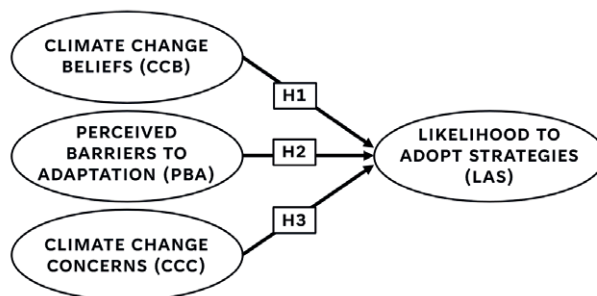 CLIMATE CHANGE
BELIEFS (CCB)
H1
PERCEIVED
BARRIERS TO
ADAPTATION (PBA)
H2
LIKELIHOOD TO
ADOPT STRATEGIES
(LAS)
H3
CLIMATE CHANGE
CONCERNS (CCC)